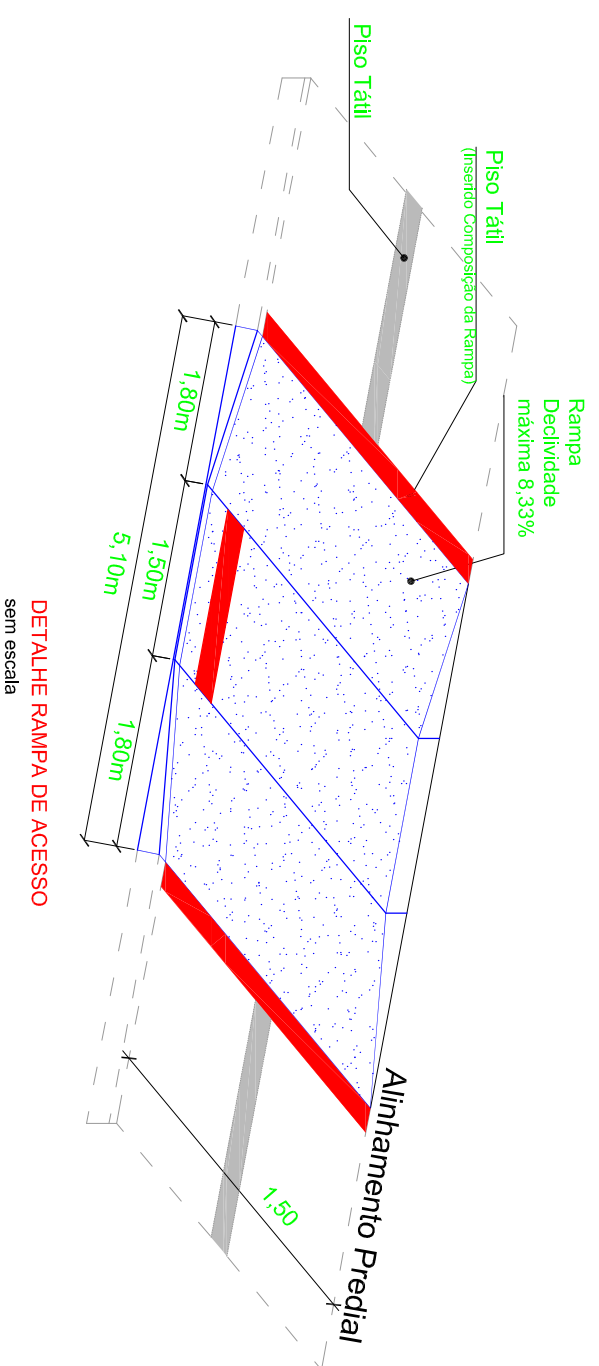 Piso Tátil
Piso Tátil
(Inserido Composição da Rampa)
Rampa
Declividade
máxima 8,33%
1,80m
1,50m
1,80m
5,10m
1,50
Alinhamento Predial
DETALHE RAMPA DE ACESSO
sem escala